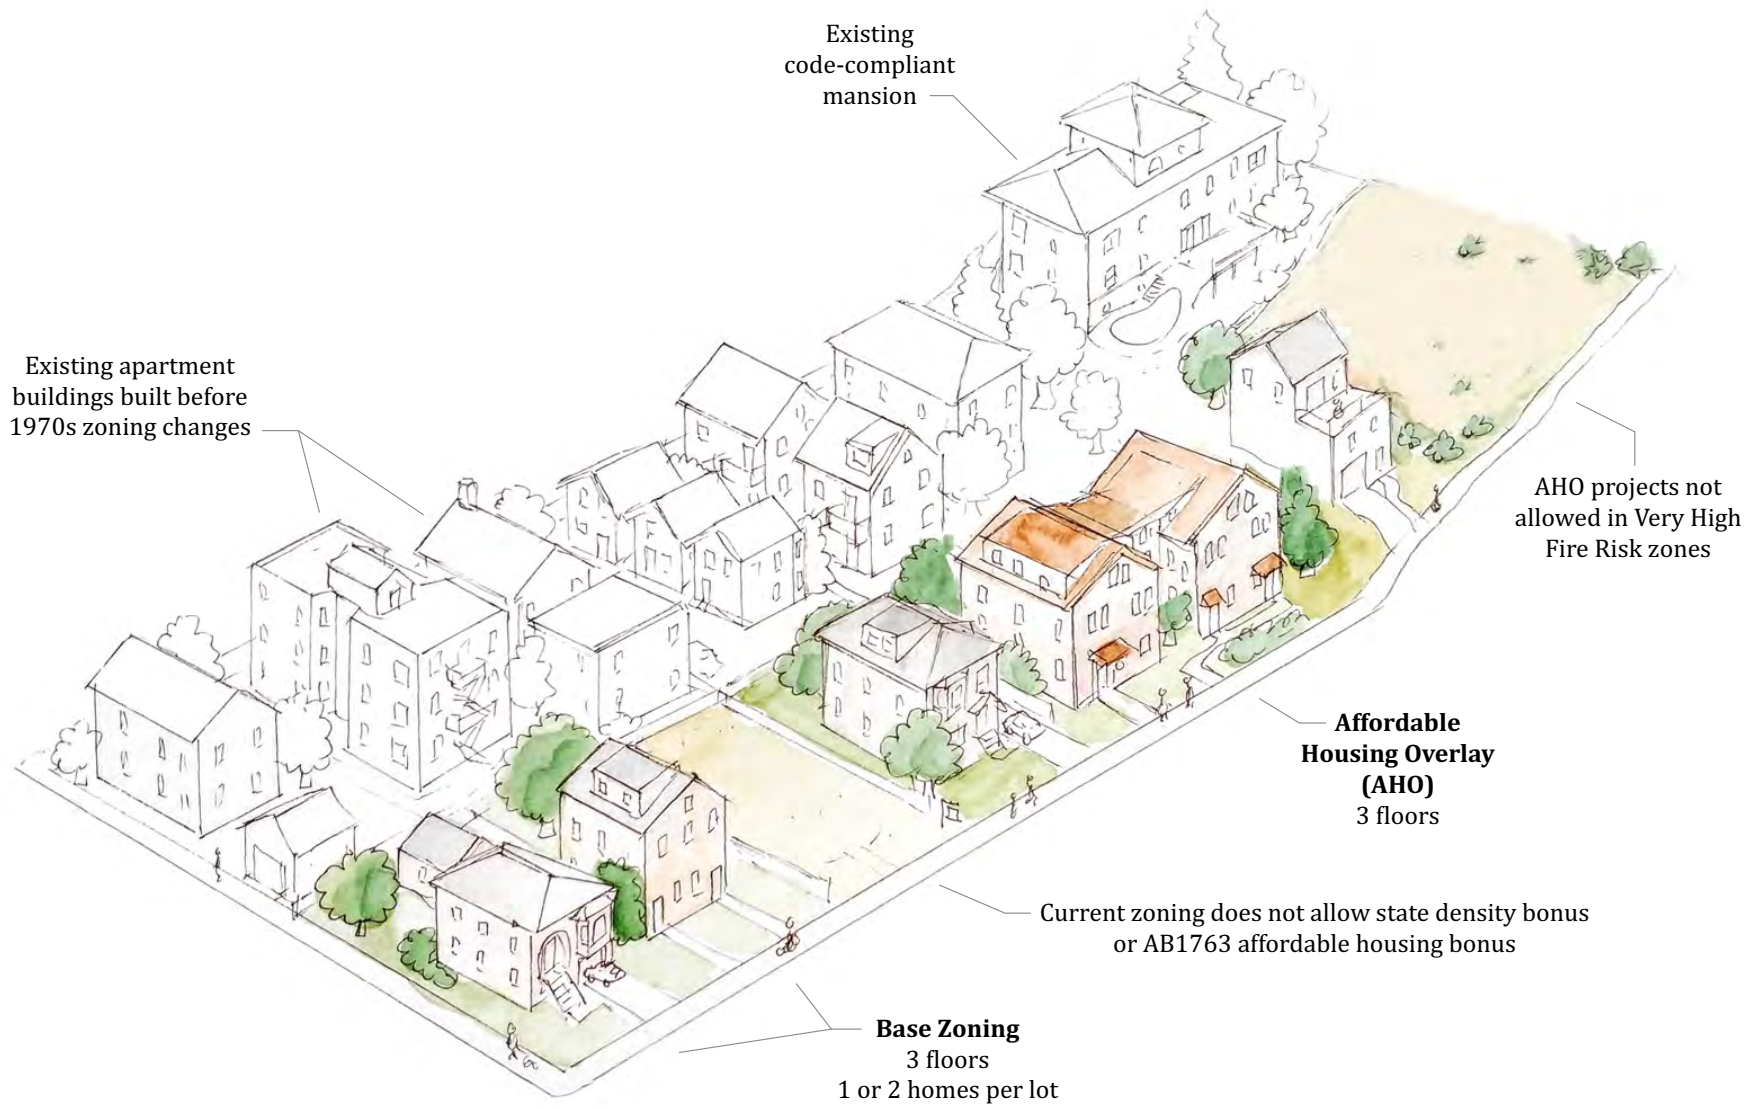 Existing
code-compliant
mansion
Existing apartment
buildings built before
1970s zoning changes
AHO projects not
allowed in Very High
Fire Risk zones
Affordable
Housing Overlay
(AHO)
3 floors
Current zoning does not allow state density bonus
or AB1763 affordable housing bonus
Base Zoning
3 floors
1 or 2 homes per lot